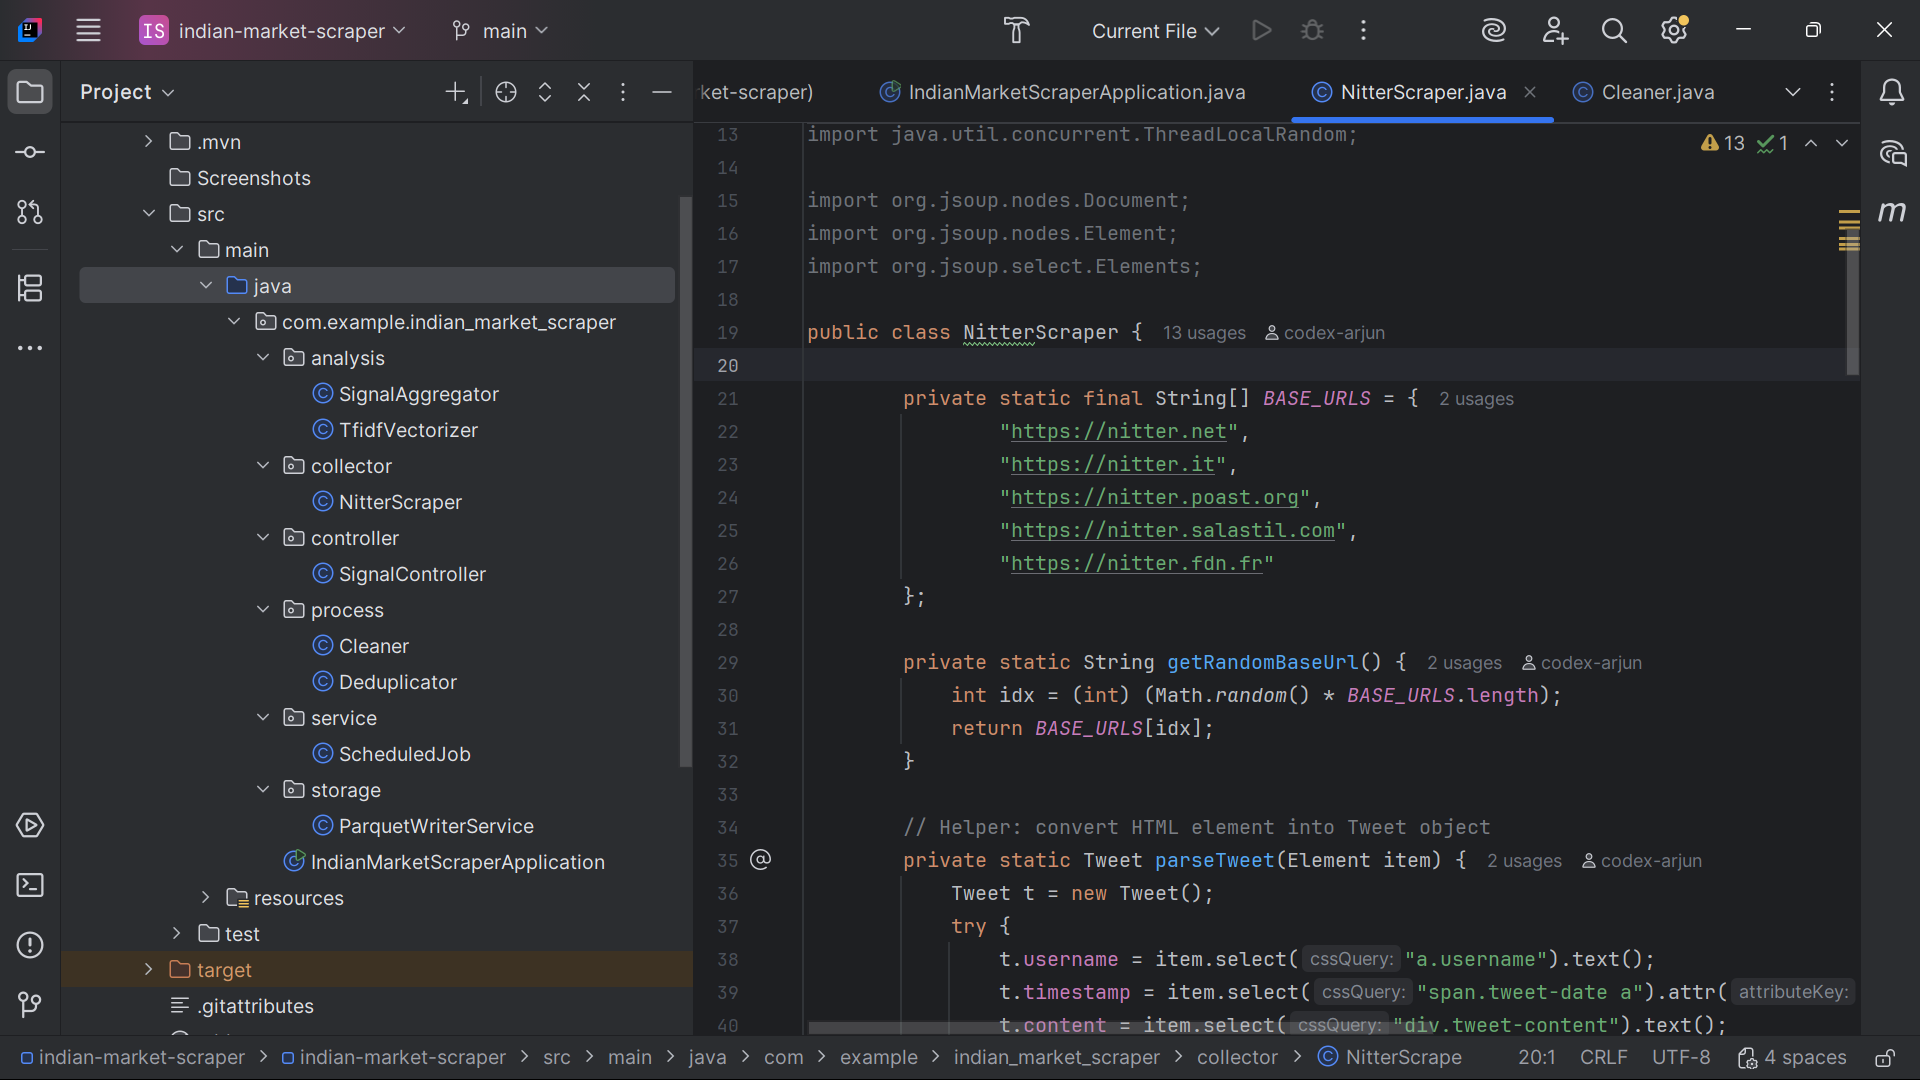 IS indian-market-scraper main Current File
Project
.mvn
Screenshots
src
main
java
com.example.indian_market_scraper
analysis
SignalAggregator
TfidfVectorizer
collector
NitterScraper
controller
SignalController
process
Cleaner
Deduplicator
service
ScheduledJob
storage
ParquetWriterService
IndianMarketScraperApplication
resources
test
target
.gitattributes
ket-scraper) IndianMarketScraperApplication.java NitterScraper.java Cleaner.java
13 1
13 import java.util.concurrent.ThreadLocalRandom;
14
15 import org.jsoup.nodes.Document;
16 import org.jsoup.nodes.Element;
17 import org.jsoup.select.Elements;
18
19 public class NitterScraper { 13 usages codex-arjun
20
21 private static final String[] BASE_URLS = { 2 usages
22 "https://nitter.net",
23 "https://nitter.it",
24 "https://nitter.poast.org",
25 "https://nitter.salastil.com",
26 "https://nitter.fdn.fr"
27 };
28
29 private static String getRandomBaseUrl() { 2 usages codex-arjun
30 int idx = (int) (Math.random() * BASE_URLS.length);
31 return BASE_URLS[idx];
32 }
33
34 // Helper: convert HTML element into Tweet object
35 private static Tweet parseTweet(Element item) { 2 usages codex-arjun
36 Tweet t = new Tweet();
37 try {
38 t.username = item.select( cssQuery: "a.username").text();
39 t.timestamp = item.select( cssQuery: "span.tweet-date a").attr( attributeKey:
40 t.content = item.select( cssQuery: "div.tweet-content").text();
indian-market-scraper > indian-market-scraper > src > main > java > com > example > indian_market_scraper > collector > NitterScrape 20:1 CRLF UTF-8 4 spaces